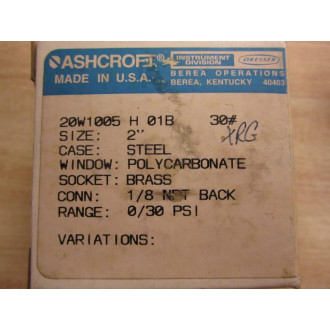 ASHCROFT INSTRUMENT DIVISION DRESSER
MADE IN U.S.A. BEREA OPERATIONS
BEREA, KENTUCKY 40403
20W1005 H 01B 30#
XRG
SIZE: 2"
CASE: STEEL
WINDOW: POLYCARBONATE
SOCKET: BRASS
CONN: 1/8 NPT BACK
RANGE: 0/30 PSI
VARIATIONS: